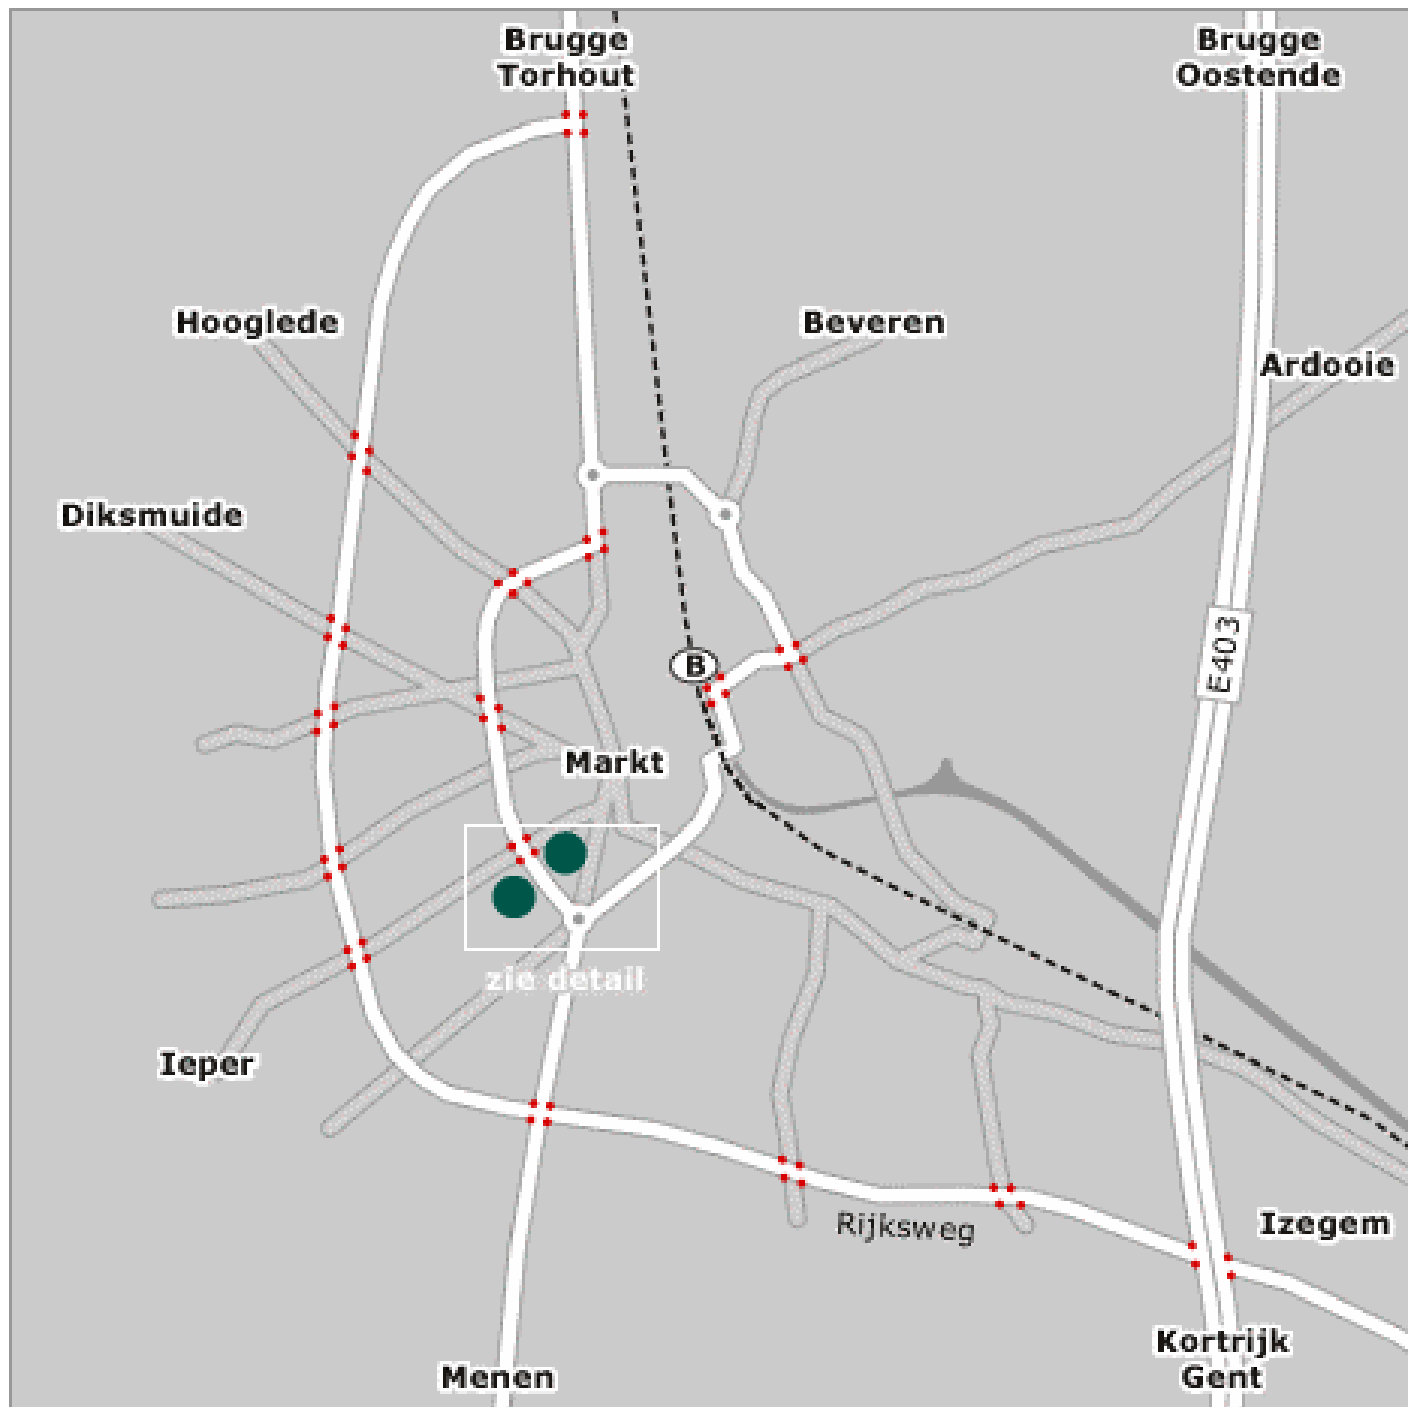 Brugge
Torhout
Brugge
Oostende
Hooglede
Beveren
Ardooie
Diksmuide
E403
B
Markt
zie detail
Ieper
Rijksweg
Izegem
Kortrijk
Gent
Menen